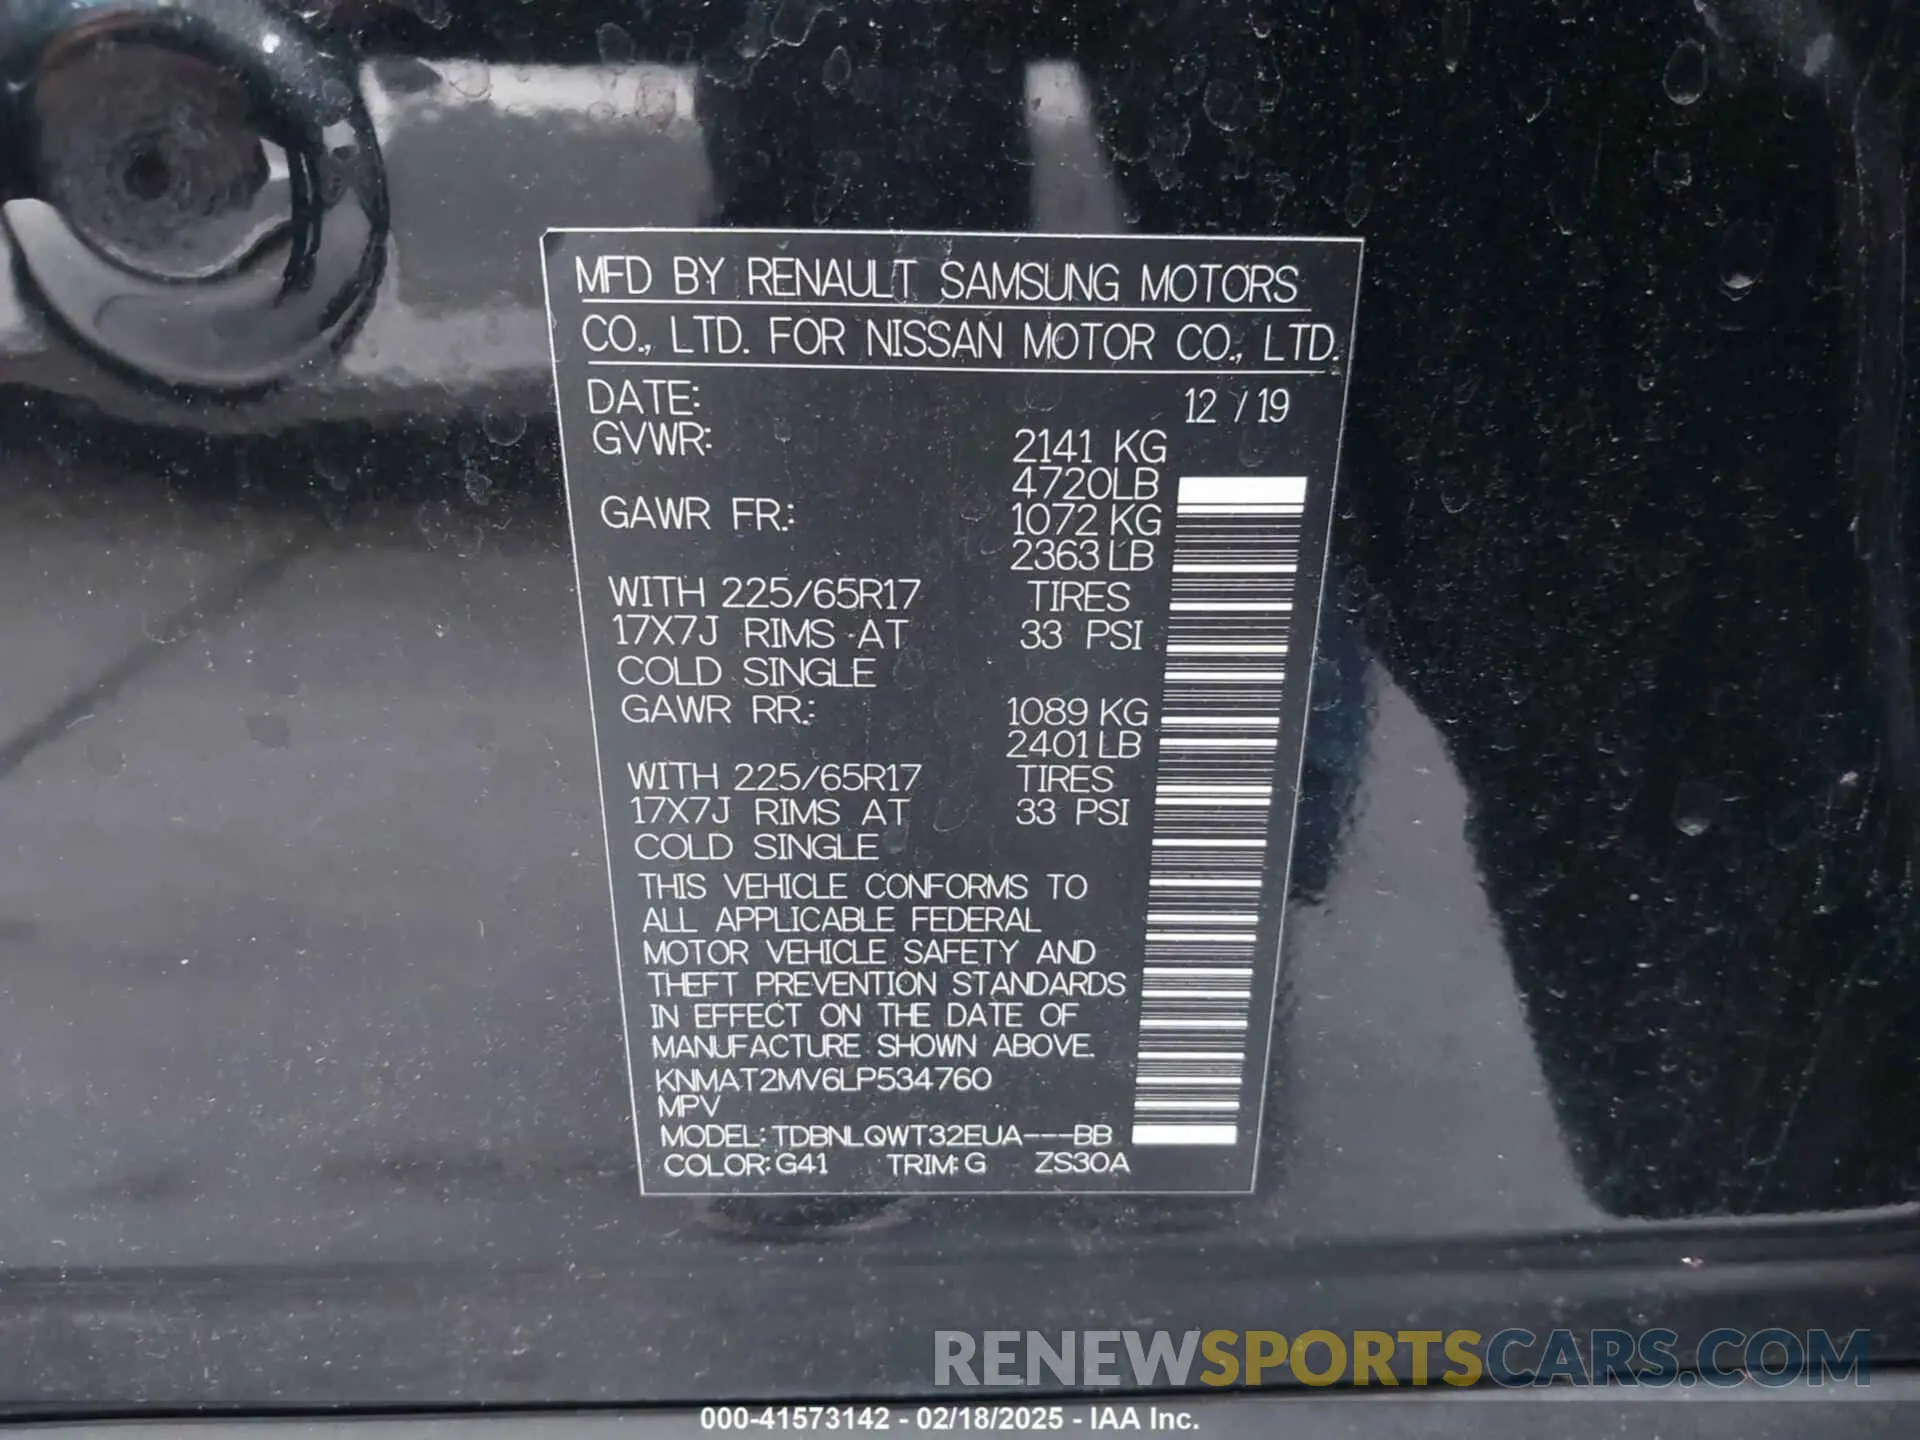 MFD BY RENAULT SAMSUNG MOTORS
CO., LTD. FOR NISSAN MOTOR CO., LTD.
DATE: 12 / 19
GVWR: 2141 KG
4720LB
GAWR FR.: 1072 KG
2363 LB
WITH 225/65R17 TIRES
17X7J RIMS AT 33 PSI
COLD SINGLE
GAWR RR.: 1089 KG
2401 LB
WITH 225/65R17 TIRES
17X7J RIMS AT 33 PSI
COLD SINGLE
THIS VEHICLE CONFORMS TO
ALL APPLICABLE FEDERAL
MOTOR VEHICLE SAFETY AND
THEFT PREVENTION STANDARDS
IN EFFECT ON THE DATE OF
MANUFACTURE SHOWN ABOVE.
KNMAT2MV6LP534760
MPV
MODEL: TDBNLQWT32EUA---BB
COLOR: G41 TRIM: G ZS30A
RENEWSPORTSCARS.COM
000-41573142 - 02/18/2025 - IAA Inc.